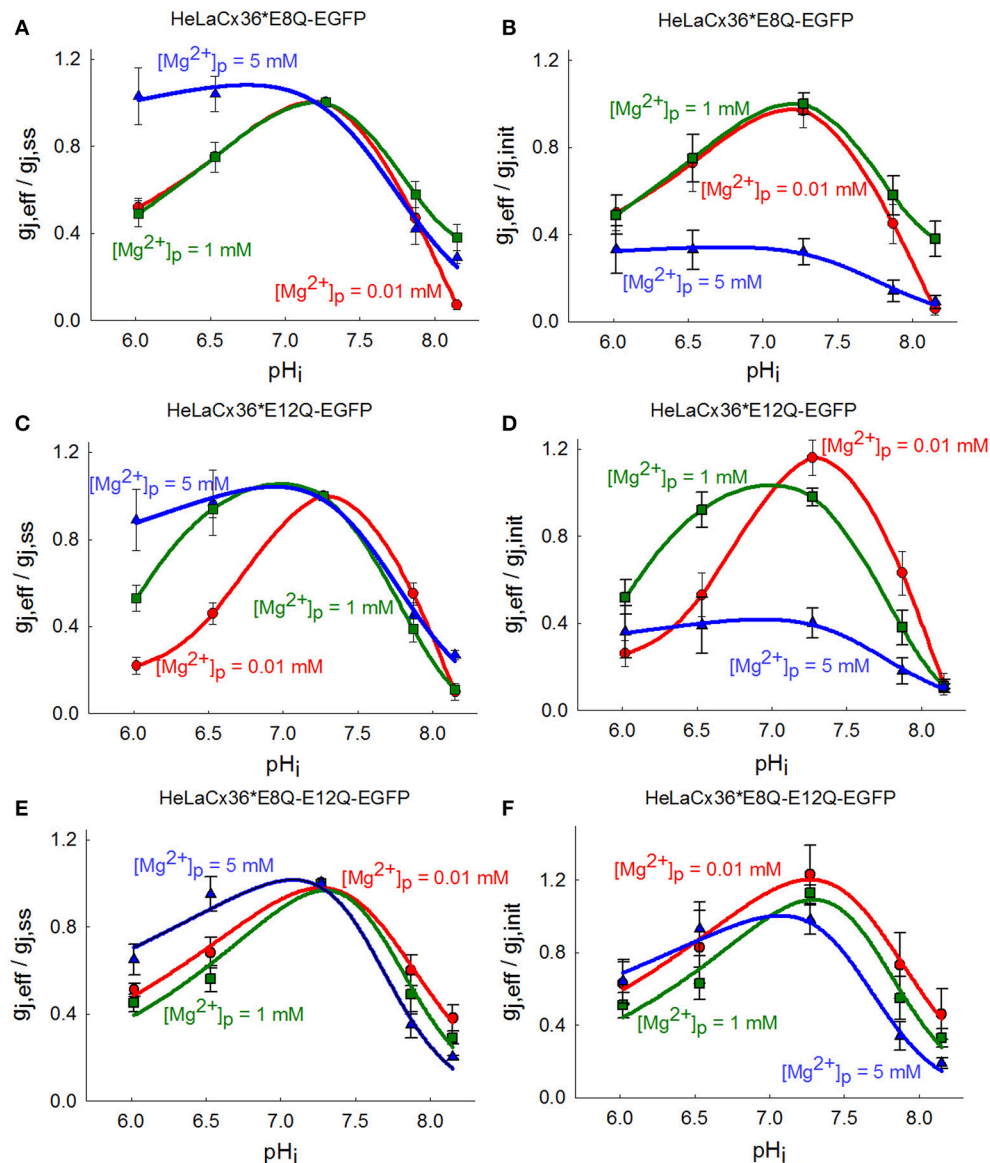 A
HeLaCx36*E8Q-EGFP
[Mg2+]p = 5 mM
[Mg2+]p = 1 mM
[Mg2+]p = 0.01 mM
gj,eff / gj,ss
1.2
0.8
0.4
0.0
6.0 6.5 7.0 7.5 8.0
pHi
B
HeLaCx36*E8Q-EGFP
[Mg2+]p = 1 mM
[Mg2+]p = 0.01 mM
[Mg2+]p = 5 mM
gj,eff / gj,init
1.2
0.8
0.4
0.0
6.0 6.5 7.0 7.5 8.0
pHi
C
HeLaCx36*E12Q-EGFP
[Mg2+]p = 5 mM
[Mg2+]p = 1 mM
[Mg2+]p = 0.01 mM
gj,eff / gj,ss
1.2
0.8
0.4
0.0
6.0 6.5 7.0 7.5 8.0
pHi
D
HeLaCx36*E12Q-EGFP
[Mg2+]p = 0.01 mM
[Mg2+]p = 1 mM
[Mg2+]p = 5 mM
gj,eff / gj,init
1.2
0.8
0.4
0.0
6.0 6.5 7.0 7.5 8.0
pHi
E
HeLaCx36*E8Q-E12Q-EGFP
[Mg2+]p = 5 mM
[Mg2+]p = 0.01 mM
[Mg2+]p = 1 mM
gj,eff / gj,ss
1.2
0.8
0.4
0.0
6.0 6.5 7.0 7.5 8.0
pHi
F
HeLaCx36*E8Q-E12Q-EGFP
[Mg2+]p = 0.01 mM
[Mg2+]p = 1 mM
[Mg2+]p = 5 mM
gj,eff / gj,init
1.2
0.8
0.4
0.0
6.0 6.5 7.0 7.5 8.0
pHi